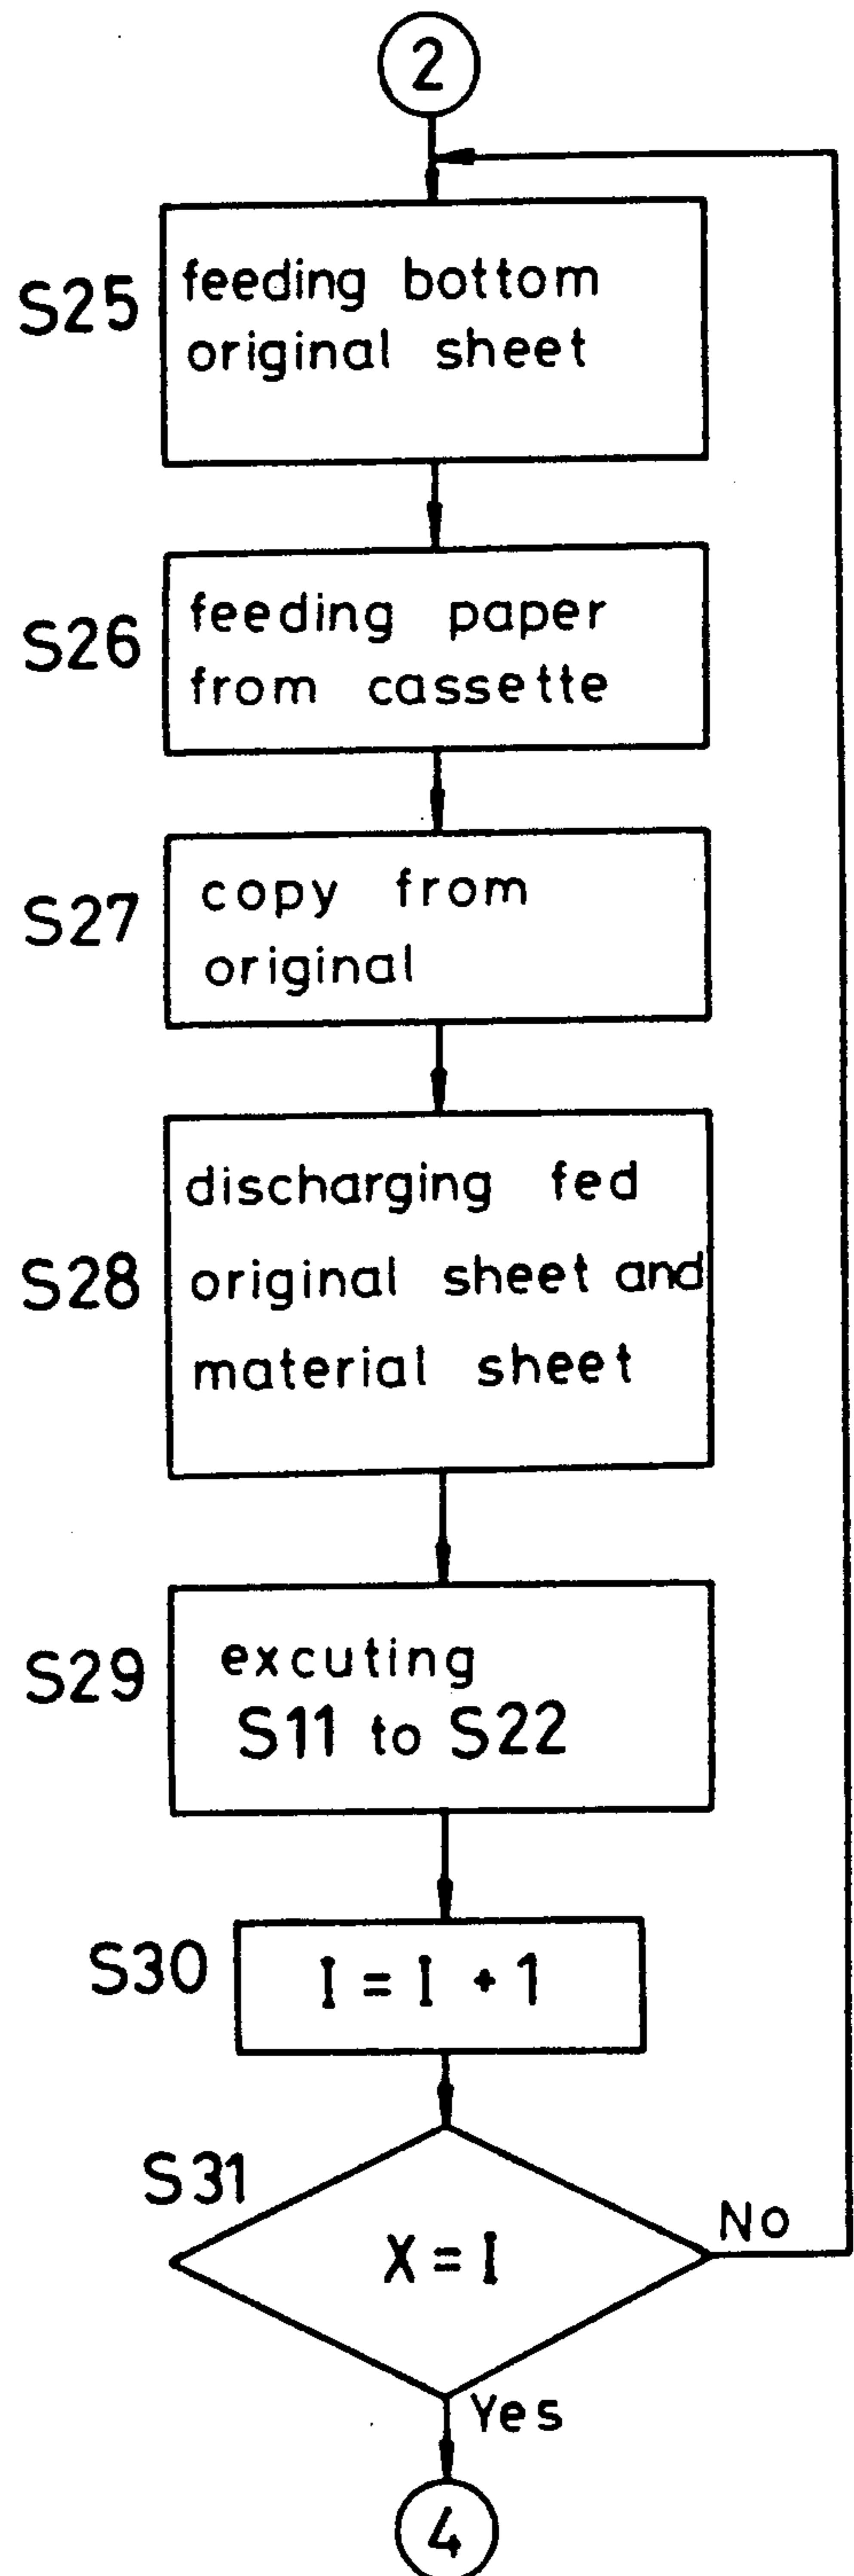 2
S25
feeding bottom
original sheet
S26
feeding paper
from cassette
S27
copy from
original
S28
discharging fed
original sheet and
material sheet
S29
excuting
S11 to S22
S30
I = I + 1
S31
X = I
No
Yes
4